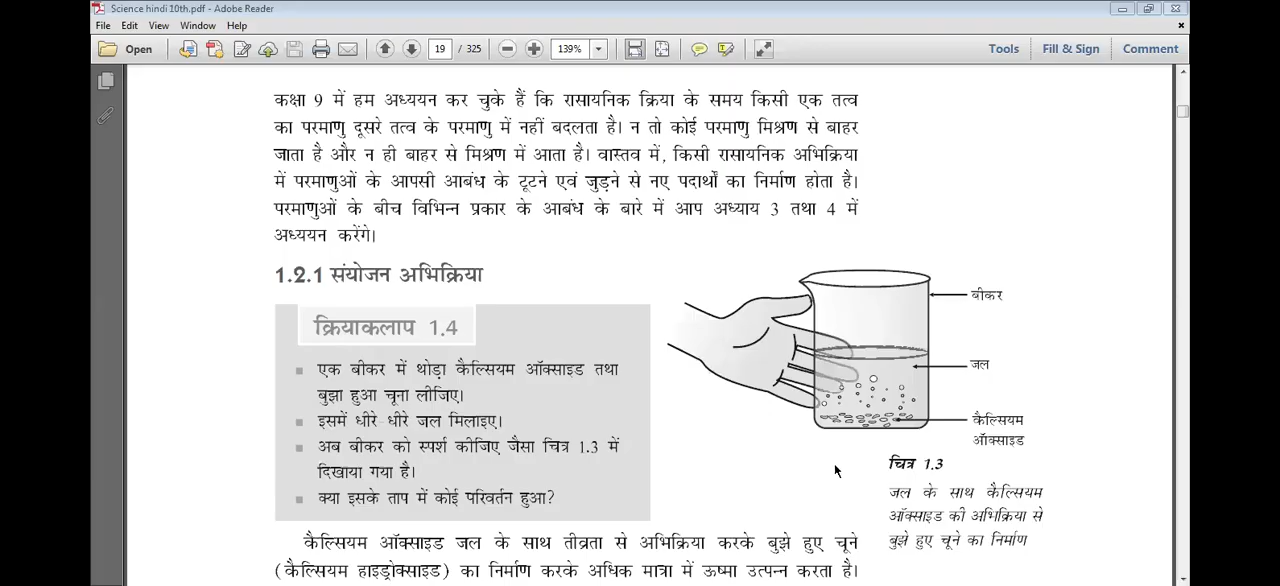 Science hindi 10th.pdf - Adobe Reader
File Edit View Window Help
Open 19 / 325 139% Tools Fill & Sign Comment
कक्षा 9 में हम अध्ययन कर चुके हैं कि रासायनिक क्रिया के समय किसी एक तत्व
का परमाणु दूसरे तत्व के परमाणु में नहीं बदलता है। न तो कोई परमाणु मिश्रण से बाहर
जाता है और न ही बाहर से मिश्रण में आता है। वास्तव में, किसी रासायनिक अभिक्रिया
में परमाणुओं के आपसी आबंध के टूटने एवं जुड़ने से नए पदार्थों का निर्माण होता है।
परमाणुओं के बीच विभिन्न प्रकार के आबंध के बारे में आप अध्याय 3 तथा 4 में
अध्ययन करेंगे।
1.2.1 संयोजन अभिक्रिया
क्रियाकलाप 1.4
एक बीकर में थोड़ा कैल्सियम ऑक्साइड तथा
बुझा हुआ चूना लीजिए।
इसमें धीरे-धीरे जल मिलाइए।
अब बीकर को स्पर्श कीजिए जैसा चित्र 1.3 में
दिखाया गया है।
क्या इसके ताप में कोई परिवर्तन हुआ?
बीकर
जल
कैल्सियम
ऑक्साइड
चित्र 1.3
जल के साथ कैल्सियम
ऑक्साइड की अभिक्रिया से
बुझे हुए चूने का निर्माण
कैल्सियम ऑक्साइड जल के साथ तीव्रता से अभिक्रिया करके बुझे हुए चूने
(कैल्सियम हाइड्रोक्साइड) का निर्माण करके अधिक मात्रा में ऊष्मा उत्पन्न करता है।